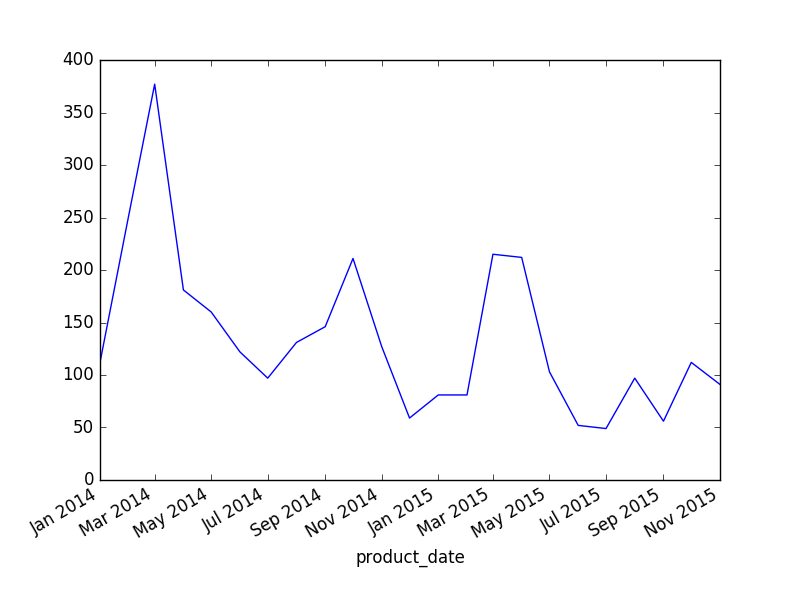 400
350
300
250
200
150
100
50
0
Jan 2014
Mar 2014
May 2014
Jul 2014
Sep 2014
Nov 2014
Jan 2015
Mar 2015
May 2015
Jul 2015
Sep 2015
Nov 2015
product_date